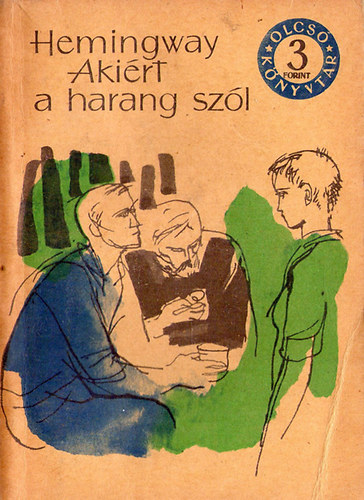 Hemingway
Akiért
a harang szól
OLCSÓ
3
FORINT
KÖNYVTÁR